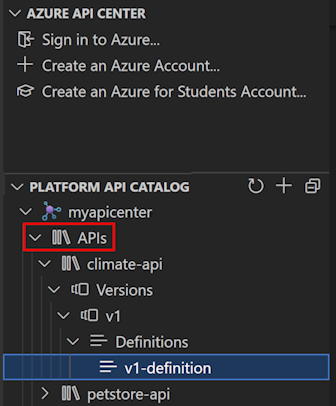 AZURE API CENTER
Sign in to Azure...
Create an Azure Account...
Create an Azure for Students Account...
PLATFORM API CATALOG
myapicenter
APIs
climate-api
Versions
v1
Definitions
v1-definition
petstore-api